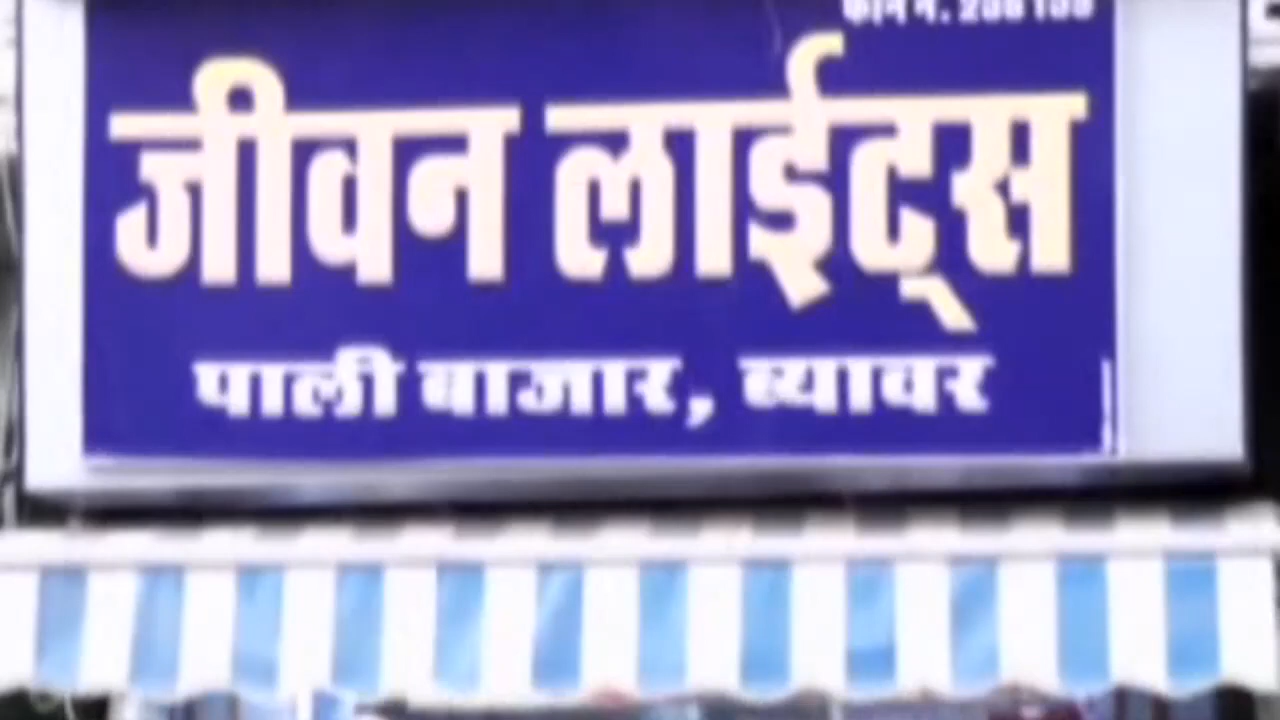 फोन नं.
जीवन लाईट्स
पाली बाजार, ब्यावर